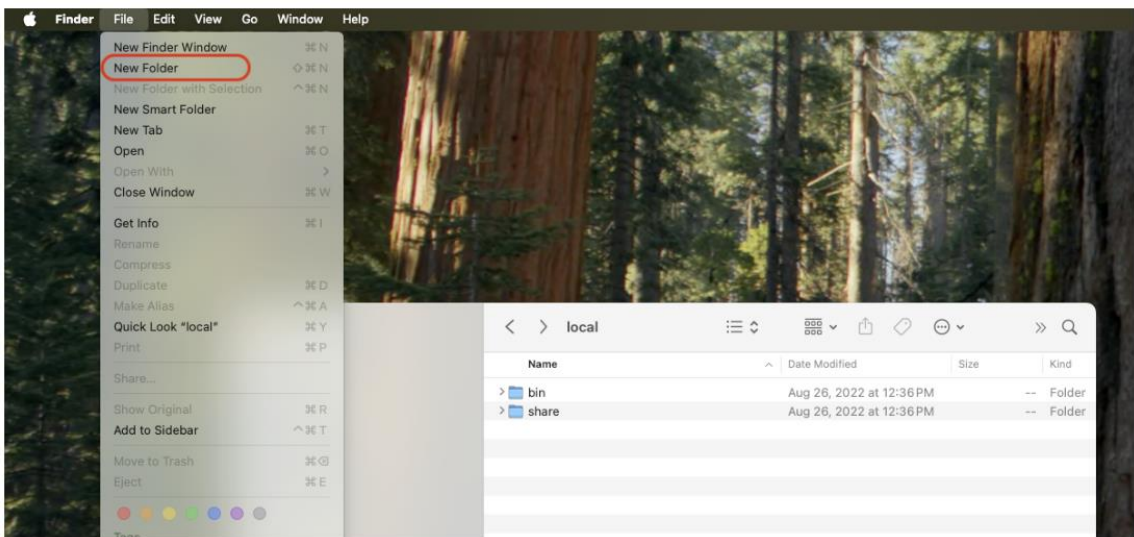 Finder File Edit View Go Window Help
New Finder Window ⌘ N
New Folder ⇧ ⌘ N
New Folder with Selection ^ ⌘ N
New Smart Folder
New Tab ⌘ T
Open ⌘ O
Open With >
Close Window ⌘ W
Get Info ⌘ I
Rename
Compress
Duplicate ⌘ D
Make Alias ^ ⌘ A
Quick Look “local” ⌘ Y
Print ⌘ P
Share...
Show Original ⌘ R
Add to Sidebar ^ ⌘ T
Move to Trash ⌘ ⌫
Eject ⌘ E
Tags...
local
Name Date Modified Size Kind
bin Aug 26, 2022 at 12:36 PM -- Folder
share Aug 26, 2022 at 12:36 PM -- Folder